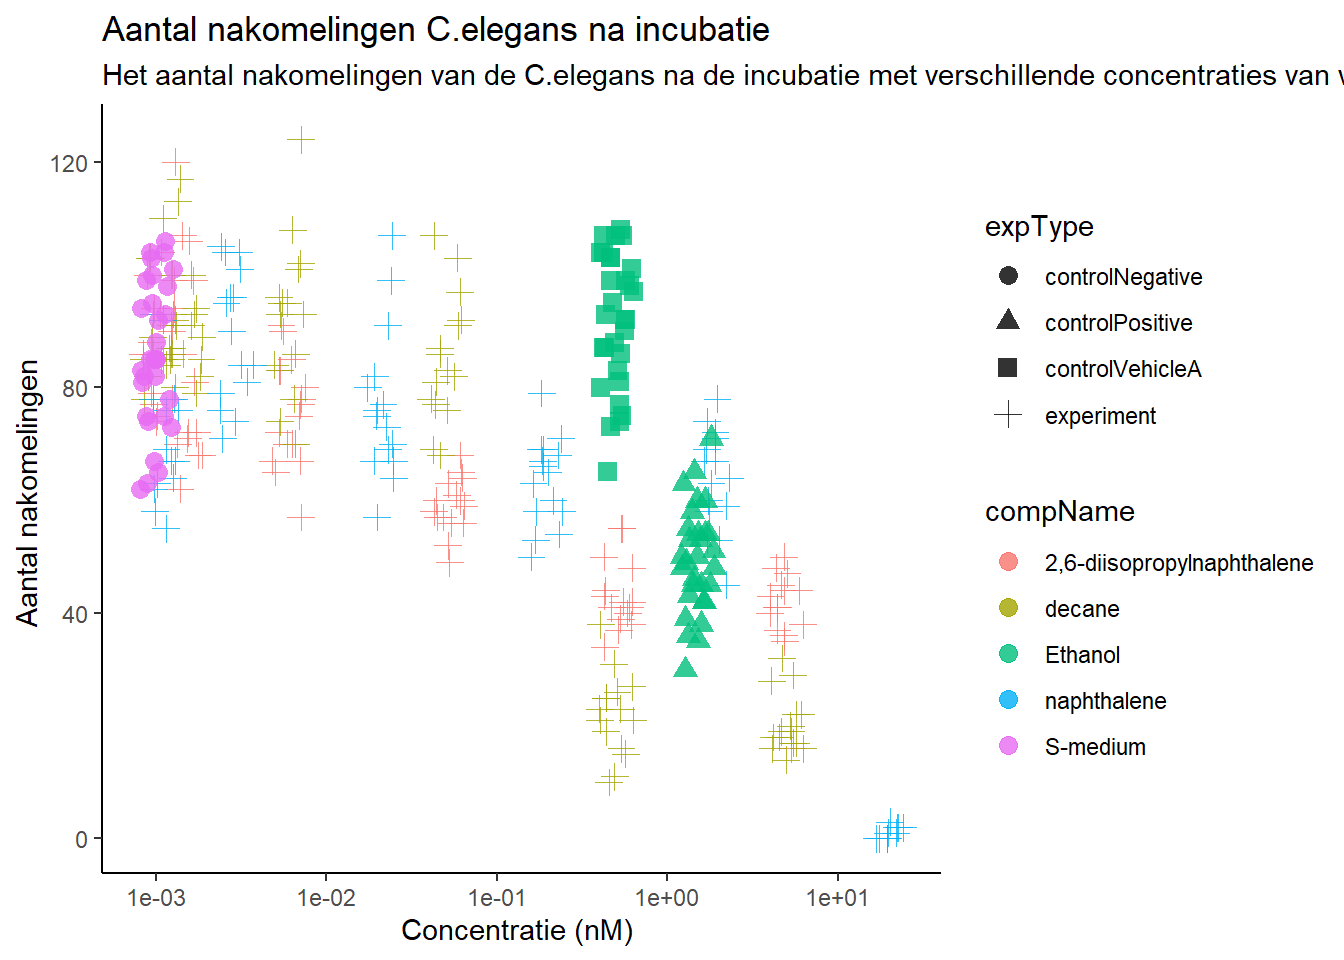 Aantal nakomelingen C.elegans na incubatie
Het aantal nakomelingen van de C.elegans na de incubatie met verschillende concentraties van
120
80
40
0
Aantal nakomelingen
1e-03 1e-02 1e-01 1e+00 1e+01
Concentratie (nM)
expType
controlNegative
controlPositive
controlVehicleA
experiment
compName
2,6-diisopropylnaphthalene
decane
Ethanol
naphthalene
S-medium